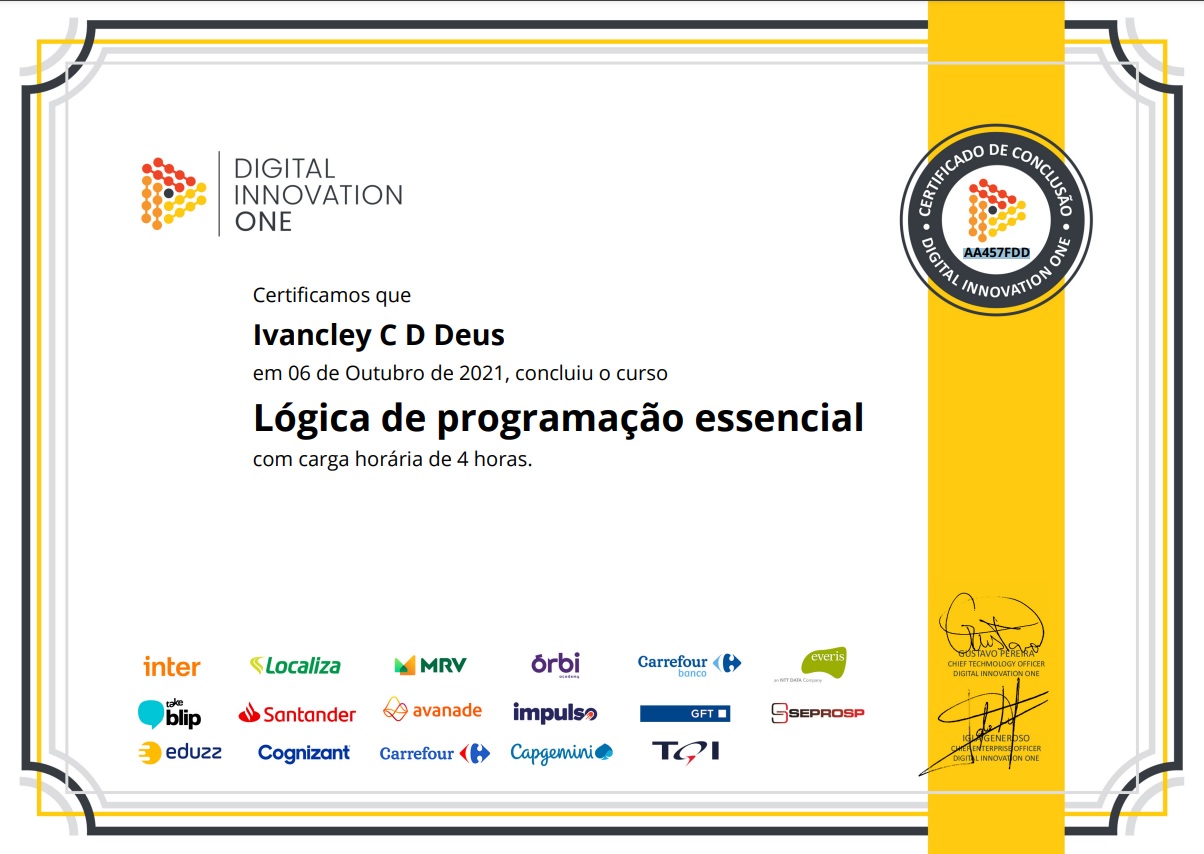 DIGITAL
INNOVATION
ONE
CERTIFICADO DE CONCLUSÃO
AA457FDD
• DIGITAL INNOVATION ONE •
Certificamos que
Ivancley C D Deus
em 06 de Outubro de 2021, concluiu o curso
Lógica de programação essencial
com carga horária de 4 horas.
inter
Localiza
MRV
órbi
academy
Carrefour
banco
everis
an NTT DATA Company
take
blip
Santander
avanade
impulso
GFT
SEPROSP
eduzz
Cognizant
Carrefour
Capgemini
TQI
Gustavo
GUSTAVO PEREIRA
CHIEF TECHNOLOGY OFFICER
DIGITAL INNOVATION ONE
GENEROSO
CHIEF ENTERPRISE OFFICER
DIGITAL INNOVATION ONE